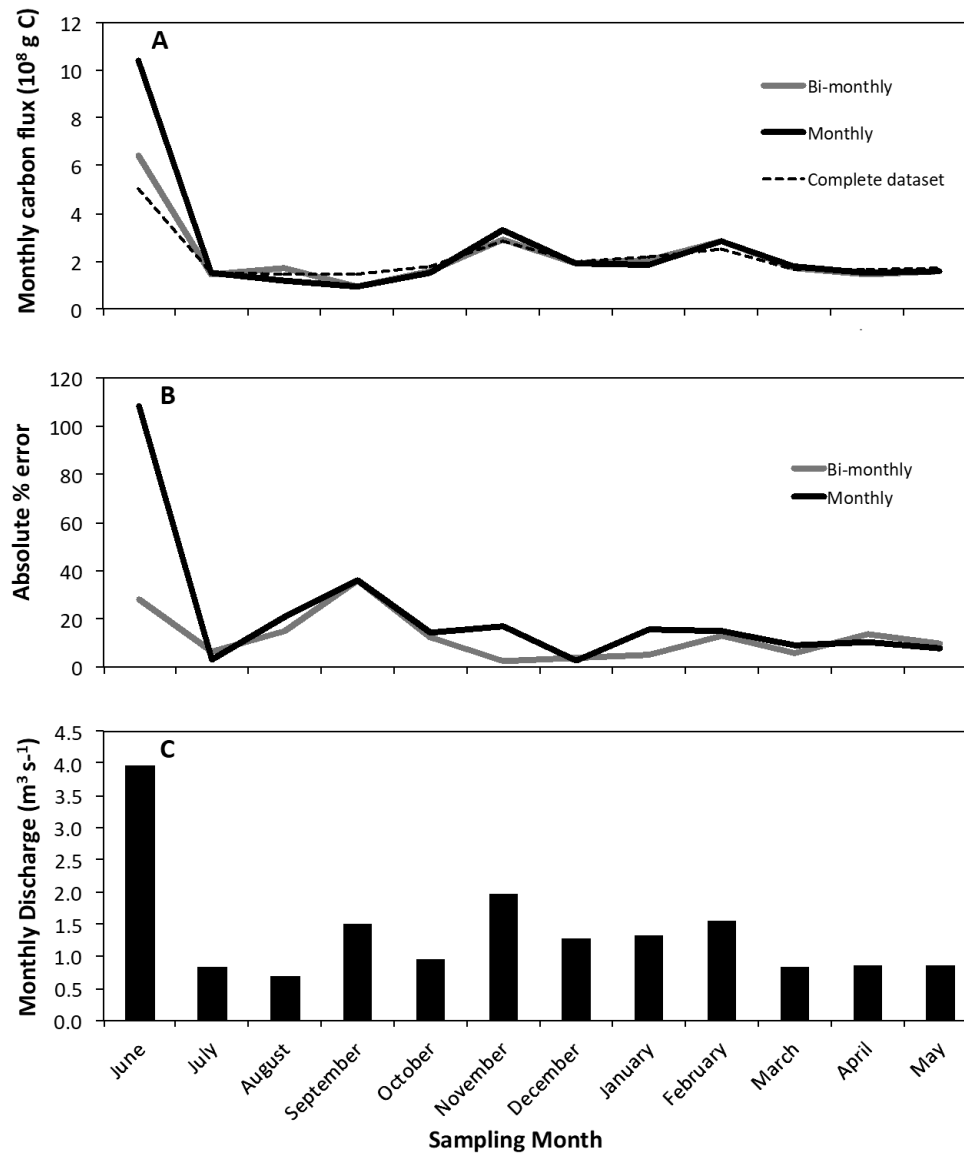 12
10
8
6
4
2
0
Monthly carbon flux (10⁸ g C)
A
Bi-monthly
Monthly
Complete dataset
120
100
80
60
40
20
0
Absolute % error
B
Bi-monthly
Monthly
4.5
4.0
3.5
3.0
2.5
2.0
1.5
1.0
0.5
0.0
Monthly Discharge (m³ s-¹)
C
June
July
August
September
October
November
December
January
February
March
April
May
Sampling Month